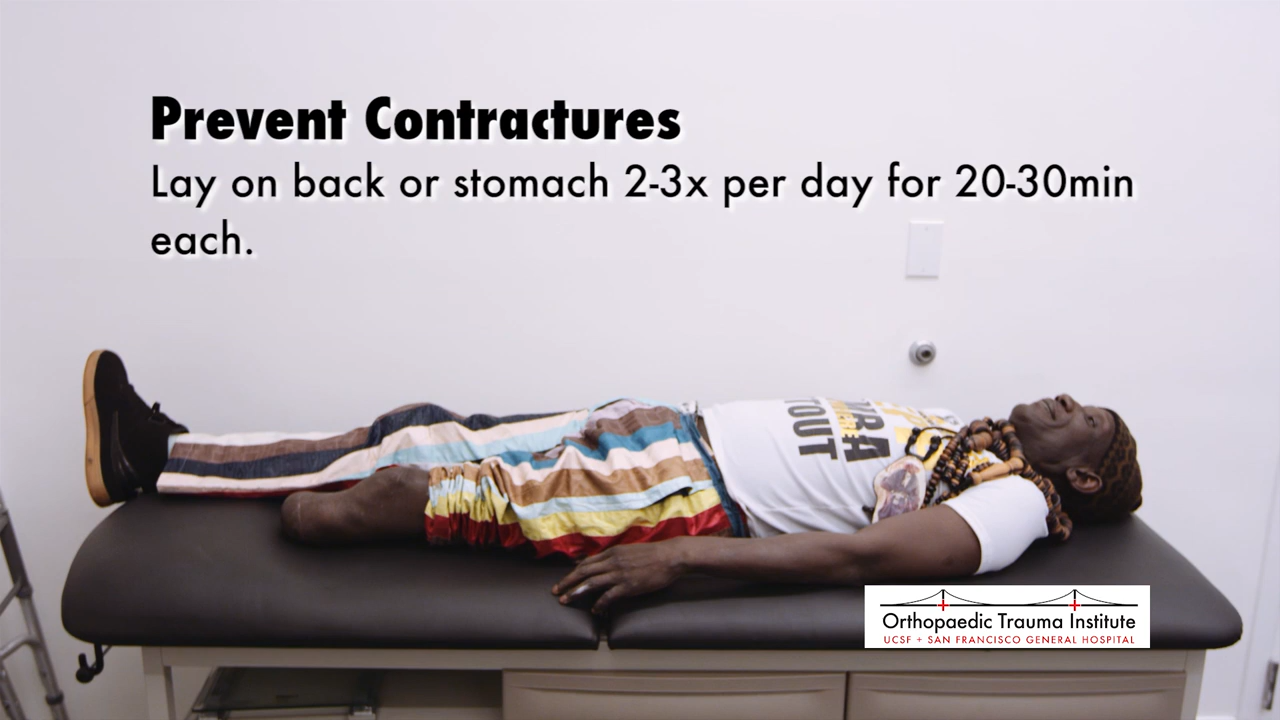 Prevent Contractures
Lay on back or stomach 2-3x per day for 20-30min
each.
TOUT
Orthopaedic Trauma Institute
UCSF + SAN FRANCISCO GENERAL HOSPITAL